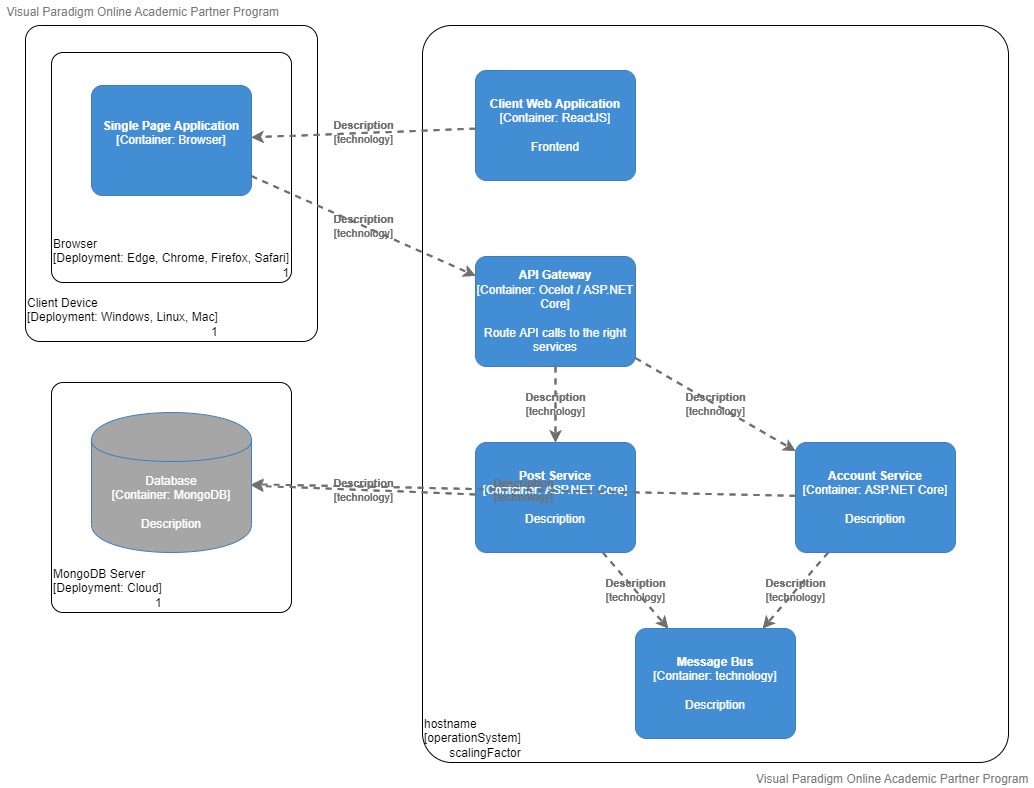 Visual Paradigm Online Academic Partner Program
Single Page Application
[Container: Browser]
Browser
[Deployment: Edge, Chrome, Firefox, Safari]
1
Client Device
[Deployment: Windows, Linux, Mac]
1
Description
[technology]
Client Web Application
[Container: ReactJS]
Frontend
Description
[technology]
API Gateway
[Container: Ocelot / ASP.NET
Core]
Route API calls to the right
services
Description
[technology]
Description
[technology]
Database
[Container: MongoDB]
Description
MongoDB Server
[Deployment: Cloud]
1
Description
[technology]
Post Service
[Container: ASP.NET Core]
Description
[technology]
Description
Account Service
[Container: ASP.NET Core]
Description
Description
[technology]
Description
[technology]
Message Bus
[Container: technology]
Description
hostname
[operationSystem]
scalingFactor
Visual Paradigm Online Academic Partner Program